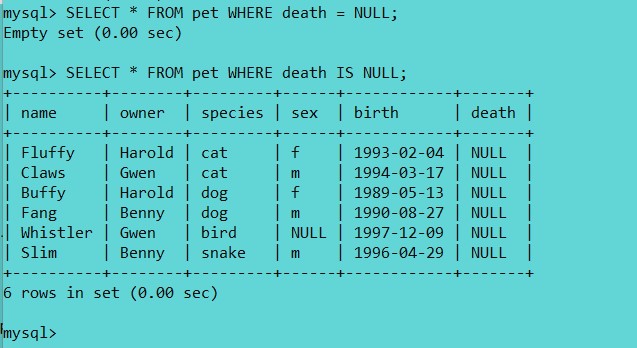 mysql> SELECT * FROM pet WHERE death = NULL;
Empty set (0.00 sec)
mysql> SELECT * FROM pet WHERE death IS NULL;
+----------+--------+---------+------+------------+-------+
| name     | owner  | species | sex  | birth      | death |
+----------+--------+---------+------+------------+-------+
| Fluffy   | Harold | cat     | f    | 1993-02-04 | NULL  |
| Claws    | Gwen   | cat     | m    | 1994-03-17 | NULL  |
| Buffy    | Harold | dog     | f    | 1989-05-13 | NULL  |
| Fang     | Benny  | dog     | m    | 1990-08-27 | NULL  |
| Whistler | Gwen   | bird    | NULL | 1997-12-09 | NULL  |
| Slim     | Benny  | snake   | m    | 1996-04-29 | NULL  |
+----------+--------+---------+------+------------+-------+
6 rows in set (0.00 sec)
mysql>